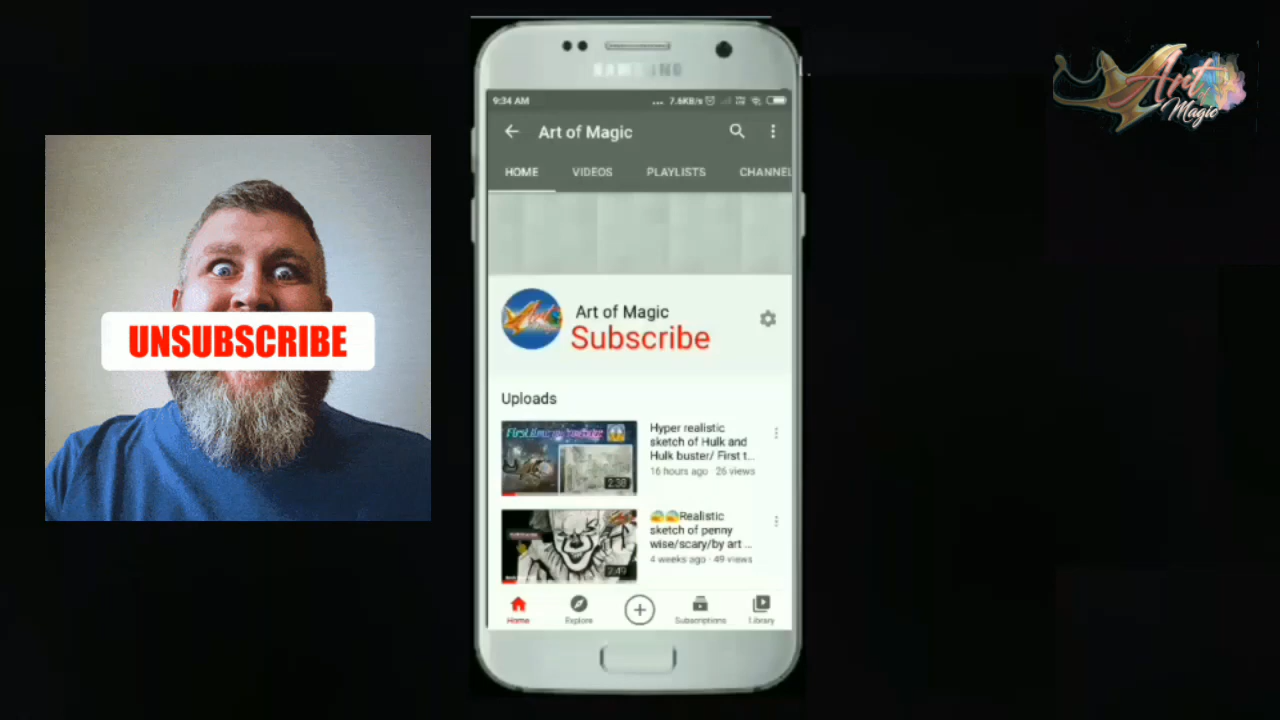 Art
Magic
SAMSUNG
9:34 AM
... 7.6KB/s
Art of Magic
HOME
VIDEOS
PLAYLISTS
CHANNEL
UNSUBSCRIBE
Art
Art of Magic
Subscribe
Uploads
2:38
Hyper realistic
sketch of Hulk and
Hulk buster/ First t...
16 hours ago · 26 views
2:49
😱😱Realistic
sketch of penny
wise/scary/by art ...
4 weeks ago · 49 views
Home
Explore
Subscriptions
Library